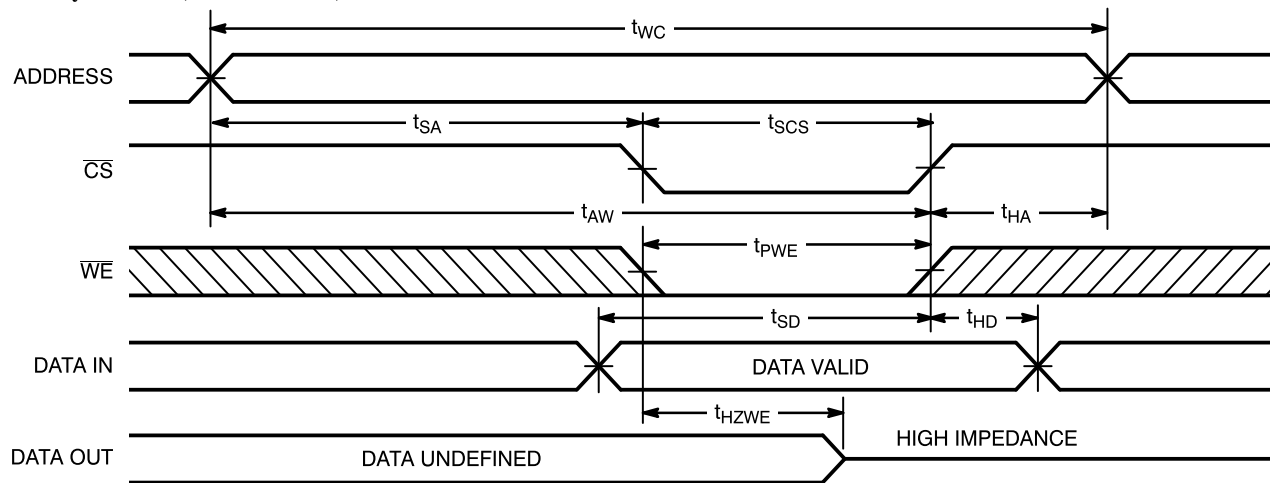 tWC
ADDRESS
tSA tSCS
CS
tAW tHA
tPWE
WE
tSD tHD
DATA IN DATA VALID
tHZWE
DATA OUT DATA UNDEFINED HIGH IMPEDANCE